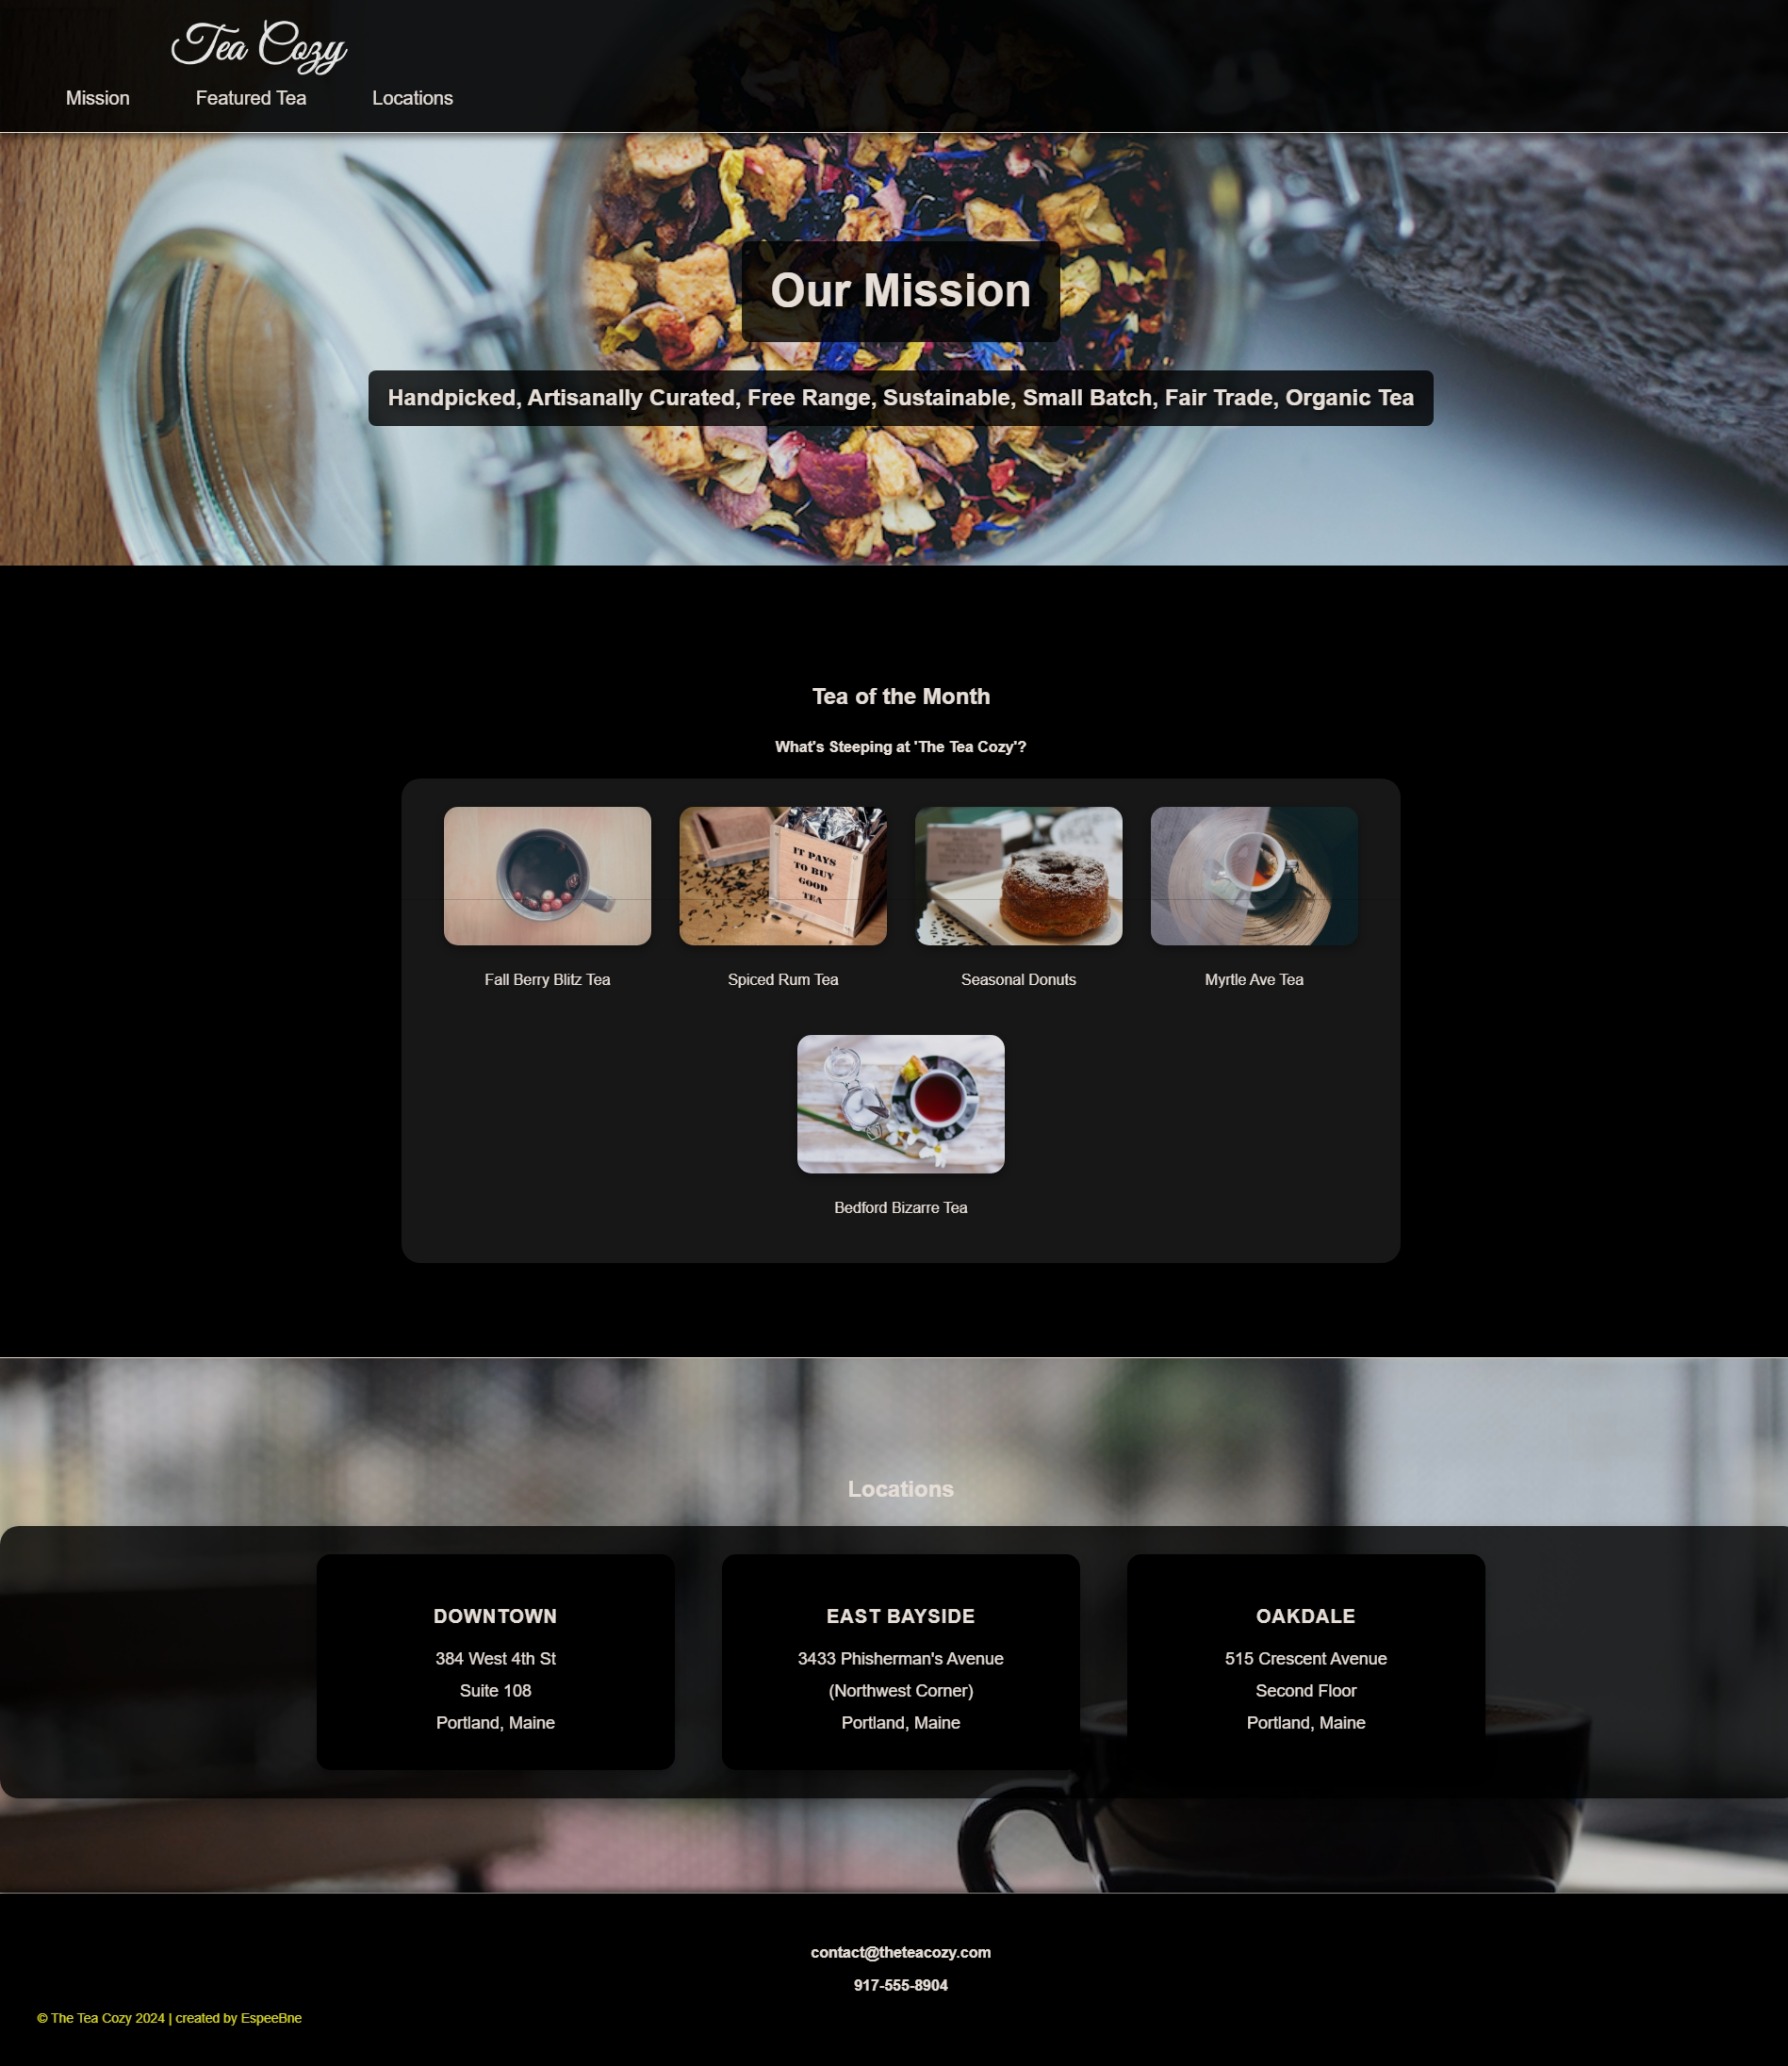 Tea Cozy
Mission Featured Tea Locations
Our Mission
Handpicked, Artisanally Curated, Free Range, Sustainable, Small Batch, Fair Trade, Organic Tea
Tea of the Month
What's Steeping at 'The Tea Cozy'?
IT PAYS
TO BUY
GOOD
TEA
Fall Berry Blitz Tea
Spiced Rum Tea
Seasonal Donuts
Myrtle Ave Tea
Bedford Bizarre Tea
Locations
DOWNTOWN
384 West 4th St
Suite 108
Portland, Maine
EAST BAYSIDE
3433 Phisherman's Avenue
(Northwest Corner)
Portland, Maine
OAKDALE
515 Crescent Avenue
Second Floor
Portland, Maine
contact@theteacozy.com
917-555-8904
© The Tea Cozy 2024 | created by EspeeBne